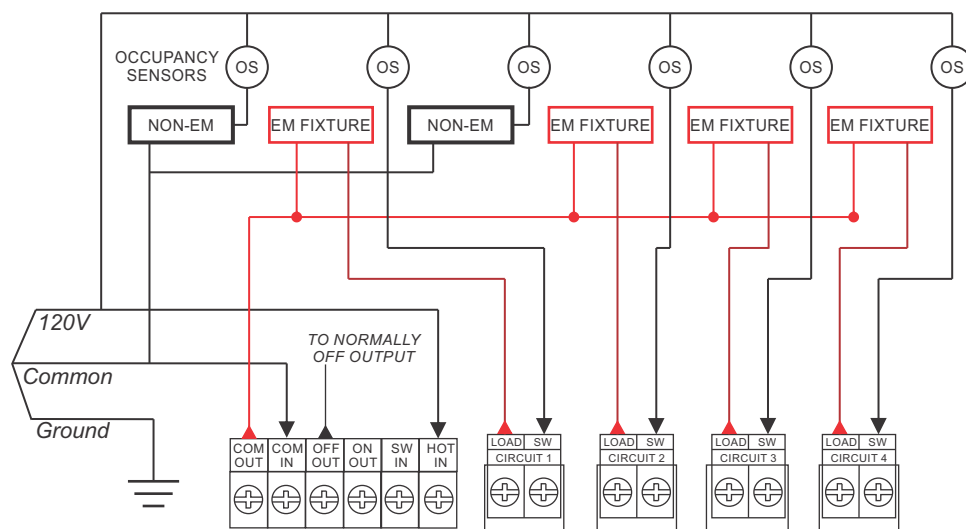 OCCUPANCY
SENSORS
OS
OS
OS
OS
OS
OS
NON-EM
EM FIXTURE
NON-EM
EM FIXTURE
EM FIXTURE
EM FIXTURE
120V
TO NORMALLY
OFF OUTPUT
Common
Ground
COM
OUT
COM
IN
OFF
OUT
ON
OUT
SW
IN
HOT
IN
LOAD
SW
CIRCUIT 1
LOAD
SW
CIRCUIT 2
LOAD
SW
CIRCUIT 3
LOAD
SW
CIRCUIT 4